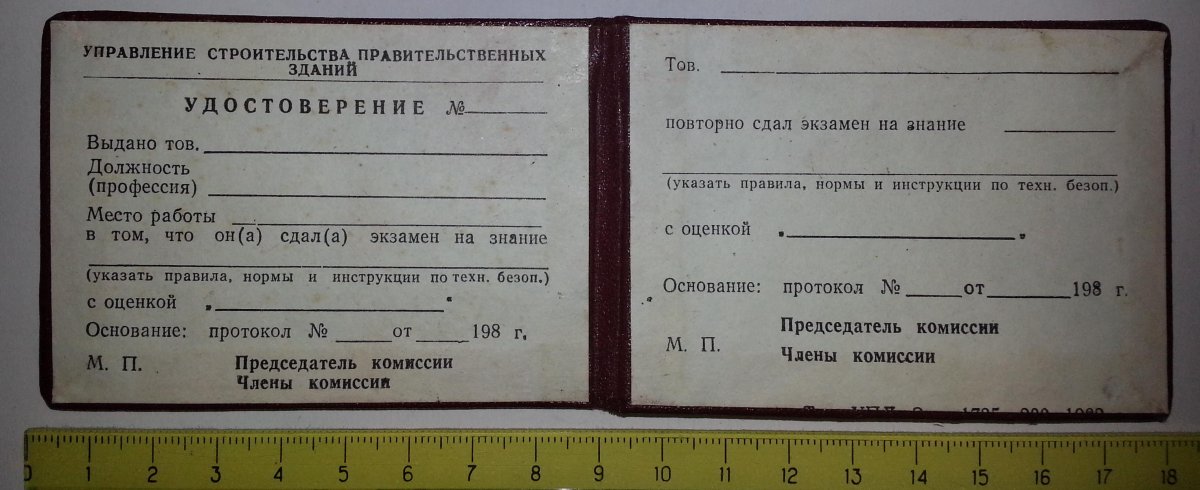 УПРАВЛЕНИЕ СТРОИТЕЛЬСТВА ПРАВИТЕЛЬСТВЕННЫХ
ЗДАНИЙ
УДОСТОВЕРЕНИЕ №
Выдано тов.
Должность
(профессия)
Место работы
в том, что он(а) сдал(а) экзамен на знание
(указать правила, нормы и инструкции по техн. безоп.)
с оценкой „ “
Основание: протокол № от 198 г.
М. П. Председатель комиссии
Члены комиссии
Тов.
повторно сдал экзамен на знание
(указать правила, нормы и инструкции по техн. безоп.)
с оценкой „ “
Основание: протокол № от 198 г.
Председатель комиссии
М. П.
Члены комиссии
0 1 2 3 4 5 6 7 8 9 10 11 12 13 14 15 16 17 18